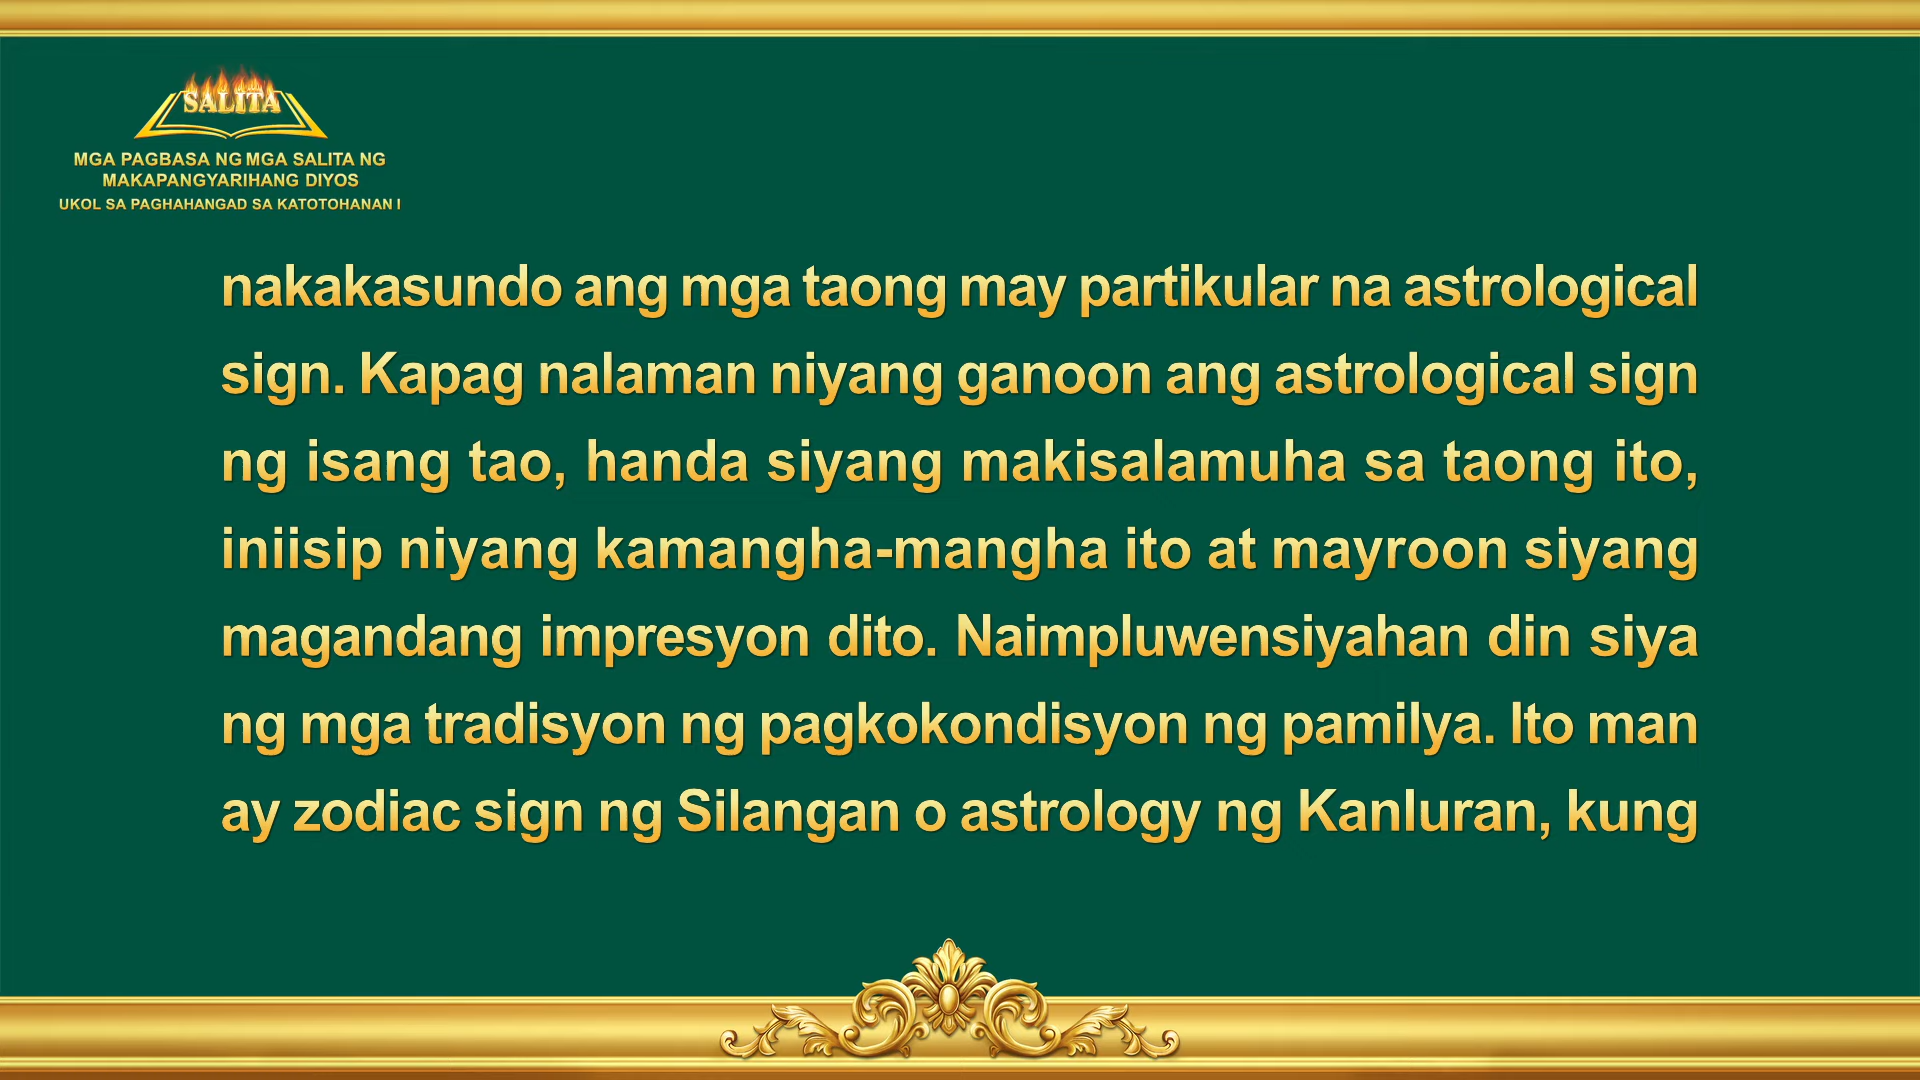 SALITA
MGA PAGBASA NG MGA SALITA NG
MAKAPANGYARIHANG DIYOS
UKOL SA PAGHAHANGAD SA KATOTOHANAN I
nakakasundo ang mga taong may partikular na astrological
sign. Kapag nalaman niyang ganoon ang astrological sign
ng isang tao, handa siyang makisalamuha sa taong ito,
iniisip niyang kamangha-mangha ito at mayroon siyang
magandang impresyon dito. Naimpluwensiyahan din siya
ng mga tradisyon ng pagkokondisyon ng pamilya. Ito man
ay zodiac sign ng Silangan o astrology ng Kanluran, kung